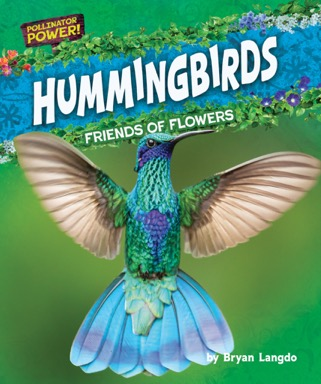 POLLINATOR
POWER!
HUMMINGBIRDS
FRIENDS OF FLOWERS
by Bryan Langdo